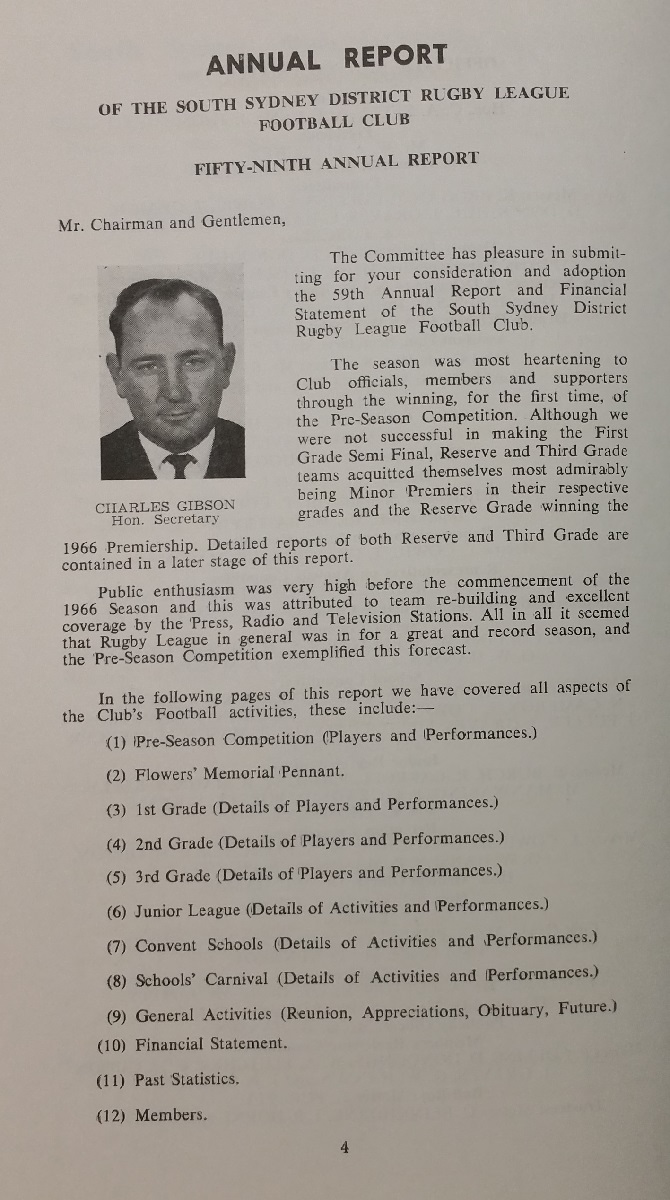 ANNUAL REPORT
OF THE SOUTH SYDNEY DISTRICT RUGBY LEAGUE
FOOTBALL CLUB
FIFTY-NINTH ANNUAL REPORT
Mr. Chairman and Gentlemen,
The Committee has pleasure in submit-
ting for your consideration and adoption
the 59th Annual Report and Financial
Statement of the South Sydney District
Rugby League Football Club.
The season was most heartening to
Club officials, members and supporters
through the winning, for the first time, of
the Pre-Season Competition. Although we
were not successful in making the First
Grade Semi Final, Reserve and Third Grade
teams acquitted themselves most admirably
being Minor Premiers in their respective
grades and the Reserve Grade winning the
CHARLES GIBSON
Hon. Secretary
1966 Premiership. Detailed reports of both Reserve and Third Grade are
contained in a later stage of this report.
Public enthusiasm was very high before the commencement of the
1966 Season and this was attributed to team re-building and excellent
coverage by the Press, Radio and Television Stations. All in all it seemed
that Rugby League in general was in for a great and record season, and
the Pre-Season Competition exemplified this forecast.
In the following pages of this report we have covered all aspects of
the Club's Football activities, these include:—
(1) Pre-Season Competition (Players and Performances.)
(2) Flowers' Memorial Pennant.
(3) 1st Grade (Details of Players and Performances.)
(4) 2nd Grade (Details of Players and Performances.)
(5) 3rd Grade (Details of Players and Performances.)
(6) Junior League (Details of Activities and Performances.)
(7) Convent Schools (Details of Activities and Performances.)
(8) Schools' Carnival (Details of Activities and Performances.)
(9) General Activities (Reunion, Appreciations, Obituary, Future.)
(10) Financial Statement.
(11) Past Statistics.
(12) Members.
4